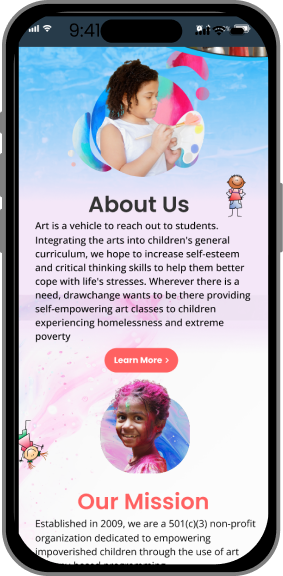 9:41
About Us
Art is a vehicle to reach out to students.
Integrating the arts into children's general
curriculum, we hope to increase self-esteem
and critical thinking skills to help them better
cope with life's stresses. Wherever there is a
need, drawchange wants to be there providing
self-empowering art classes to children
experiencing homelessness and extreme
poverty
Learn More >
Our Mission
Established in 2009, we are a 501(c)(3) non-profit
organization dedicated to empowering
impoverished children through the use of art